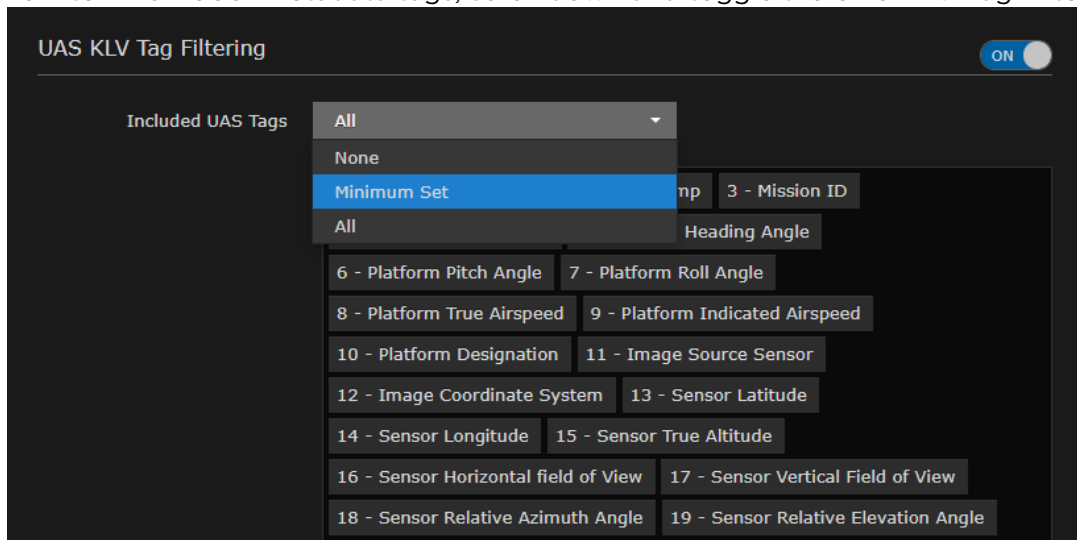 UAS KLV Tag Filtering
ON
Included UAS Tags All
None
Minimum Set
mp 3 - Mission ID
All
Heading Angle
6 - Platform Pitch Angle 7 - Platform Roll Angle
8 - Platform True Airspeed 9 - Platform Indicated Airspeed
10 - Platform Designation 11 - Image Source Sensor
12 - Image Coordinate System 13 - Sensor Latitude
14 - Sensor Longitude 15 - Sensor True Altitude
16 - Sensor Horizontal field of View 17 - Sensor Vertical Field of View
18 - Sensor Relative Azimuth Angle 19 - Sensor Relative Elevation Angle